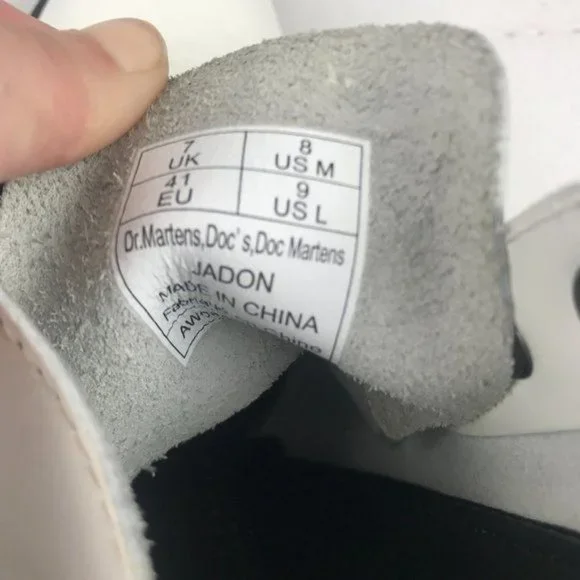 7 UK 8 US M
41 EU 9 US L
Dr.Martens,Doc's,Doc Martens
JADON
MADE IN CHINA